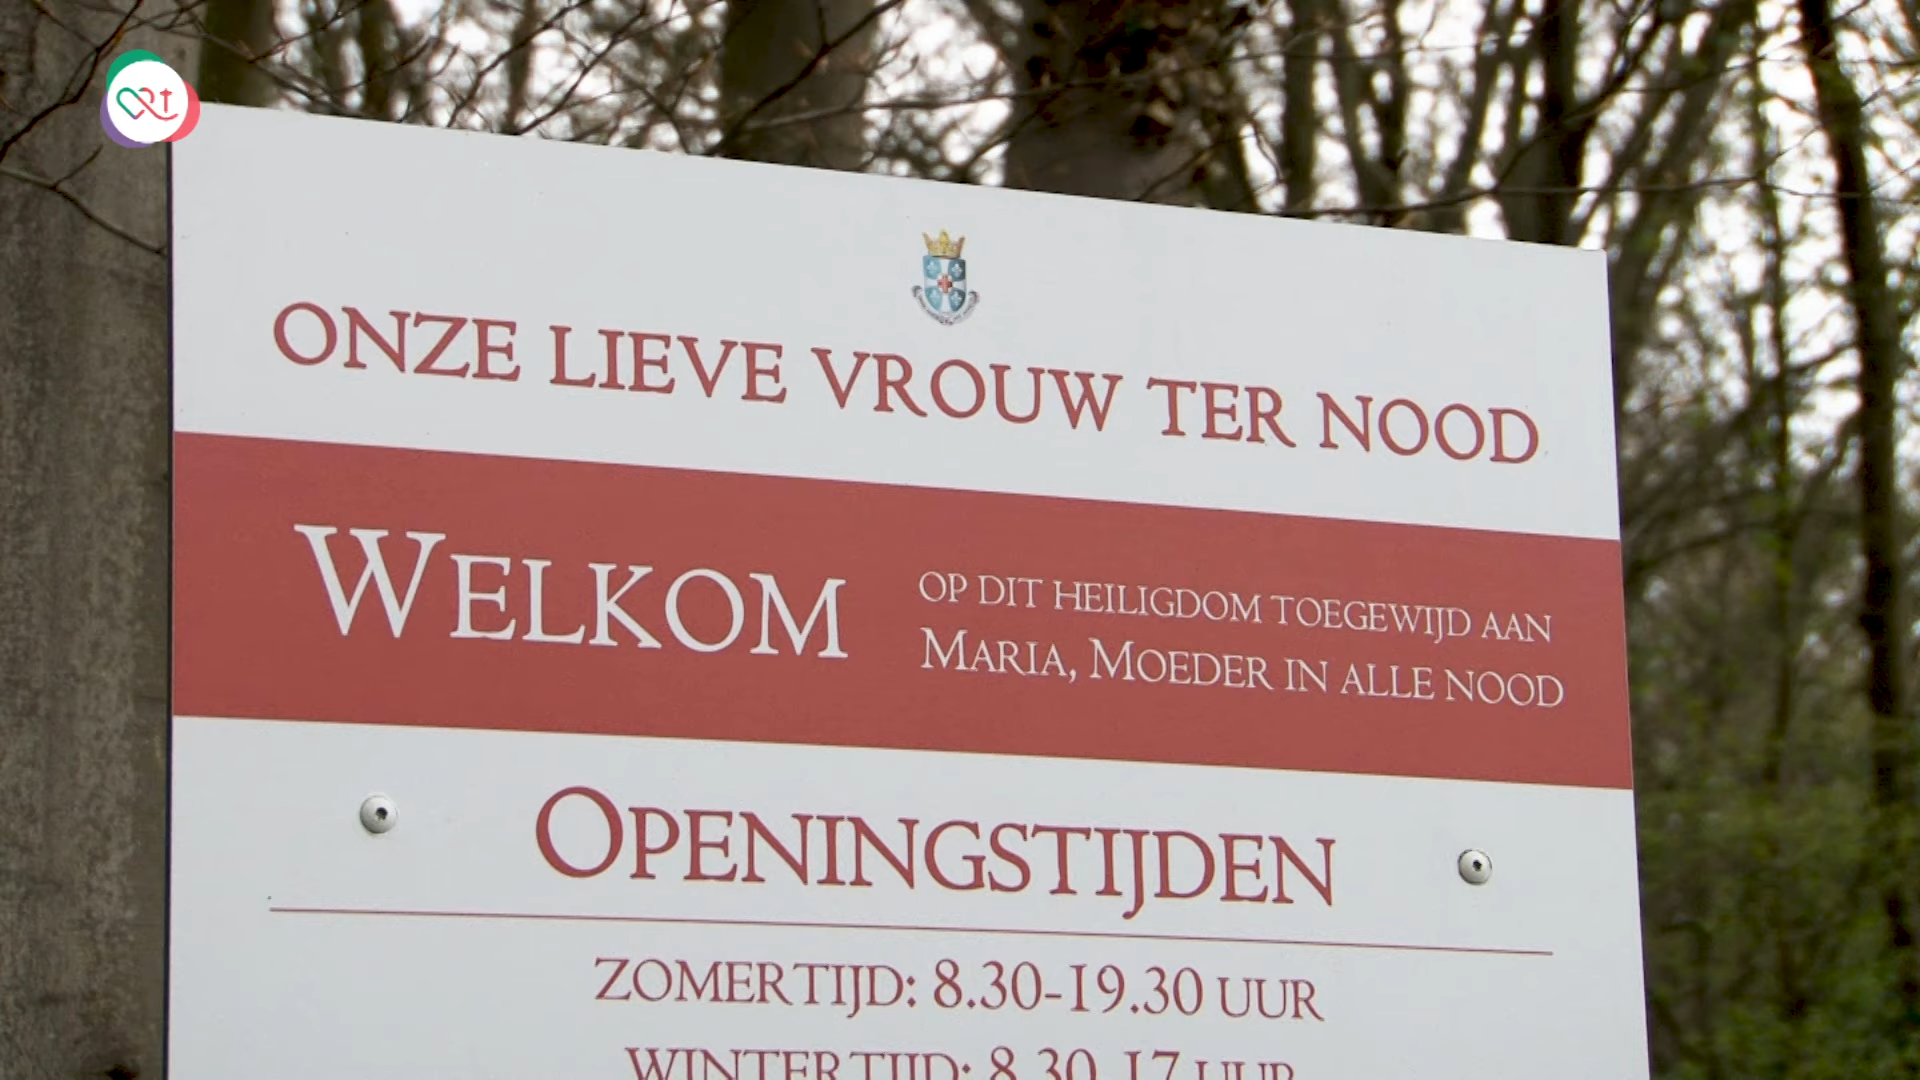 ONZE LIEVE VROUW TER NOOD
WELKOM
OP DIT HEILIGDOM TOEGEWIJD AAN
MARIA, MOEDER IN ALLE NOOD
OPENINGSTIJDEN
ZOMERTIJD: 8.30-19.30 UUR
WINTERTIJD: 8.30-17 UUR